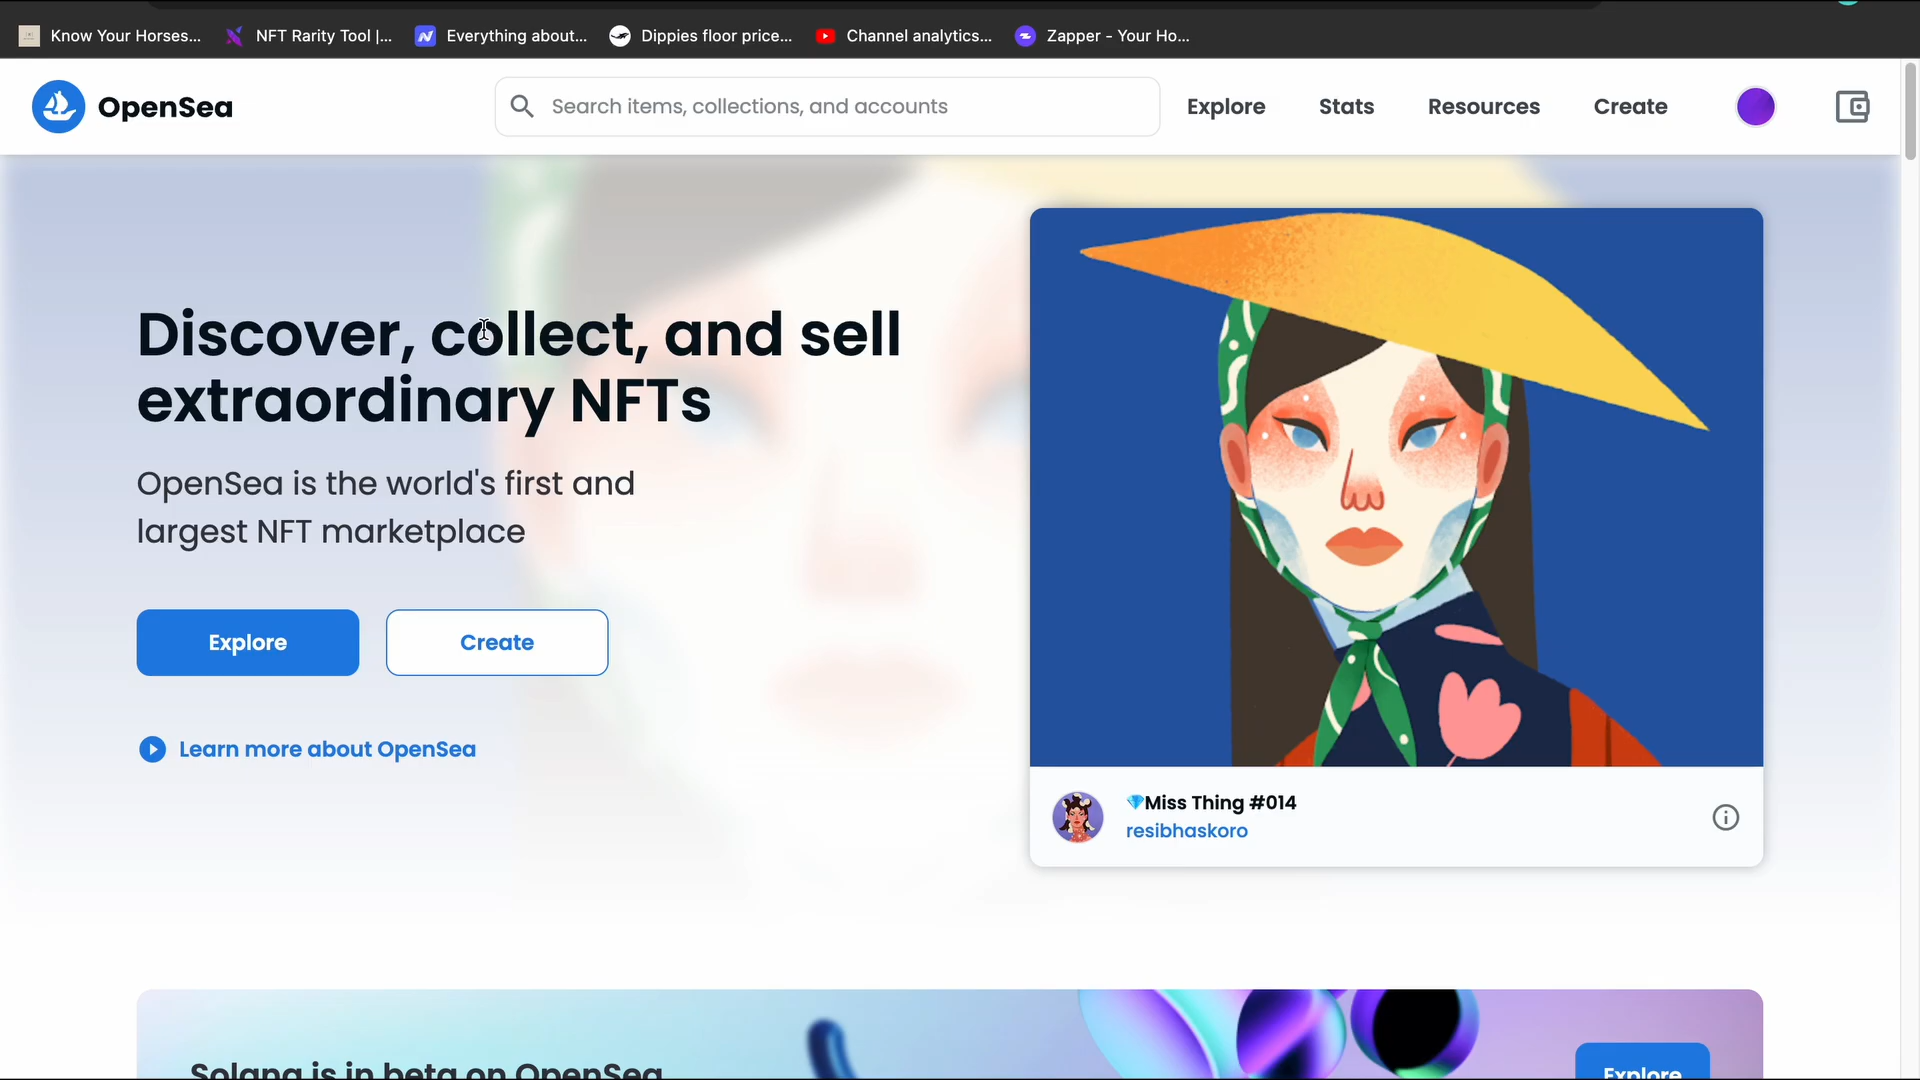 Know Your Horses...
NFT Rarity Tool |...
Everything about...
Dippies floor price...
Channel analytics...
Zapper - Your Ho...
OpenSea
Search items, collections, and accounts
Explore
Stats
Resources
Create
Discover, collect, and sell
extraordinary NFTs
OpenSea is the world's first and
largest NFT marketplace
Explore
Create
Learn more about OpenSea
💎Miss Thing #014
resibhaskoro
Solana is in beta on OpenSea
Explore